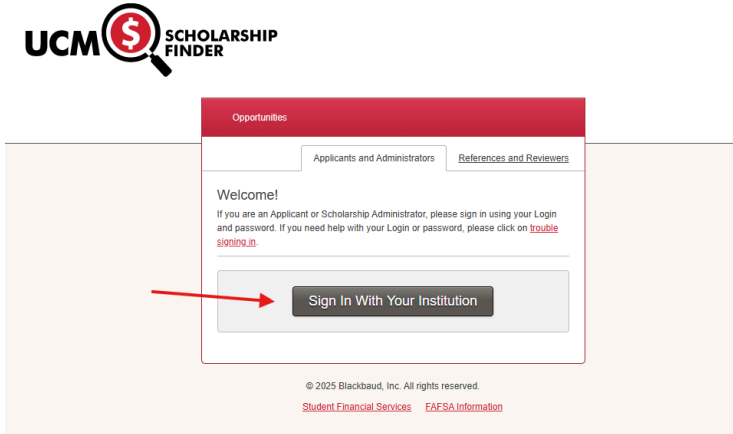 UCM $ SCHOLARSHIP
FINDER
Opportunities
Applicants and Administrators References and Reviewers
Welcome!
If you are an Applicant or Scholarship Administrator, please sign in using your Login
and password. If you need help with your Login or password, please click on trouble
signing in.
Sign In With Your Institution
© 2025 Blackbaud, Inc. All rights reserved.
Student Financial Services FAFSA Information